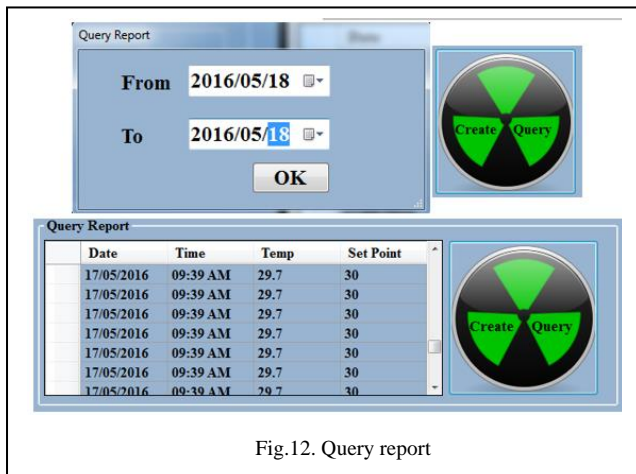 Query Report
From 2016/05/18
To 2016/05/18
OK
Create Query
Query Report
Date Time Temp Set Point
17/05/2016 09:39 AM 29.7 30
17/05/2016 09:39 AM 29.7 30
17/05/2016 09:39 AM 29.7 30
17/05/2016 09:39 AM 29.7 30
17/05/2016 09:39 AM 29.7 30
17/05/2016 09:39 AM 29.7 30
17/05/2016 09:39 AM 29.7 30
Create Query
Fig.12. Query report